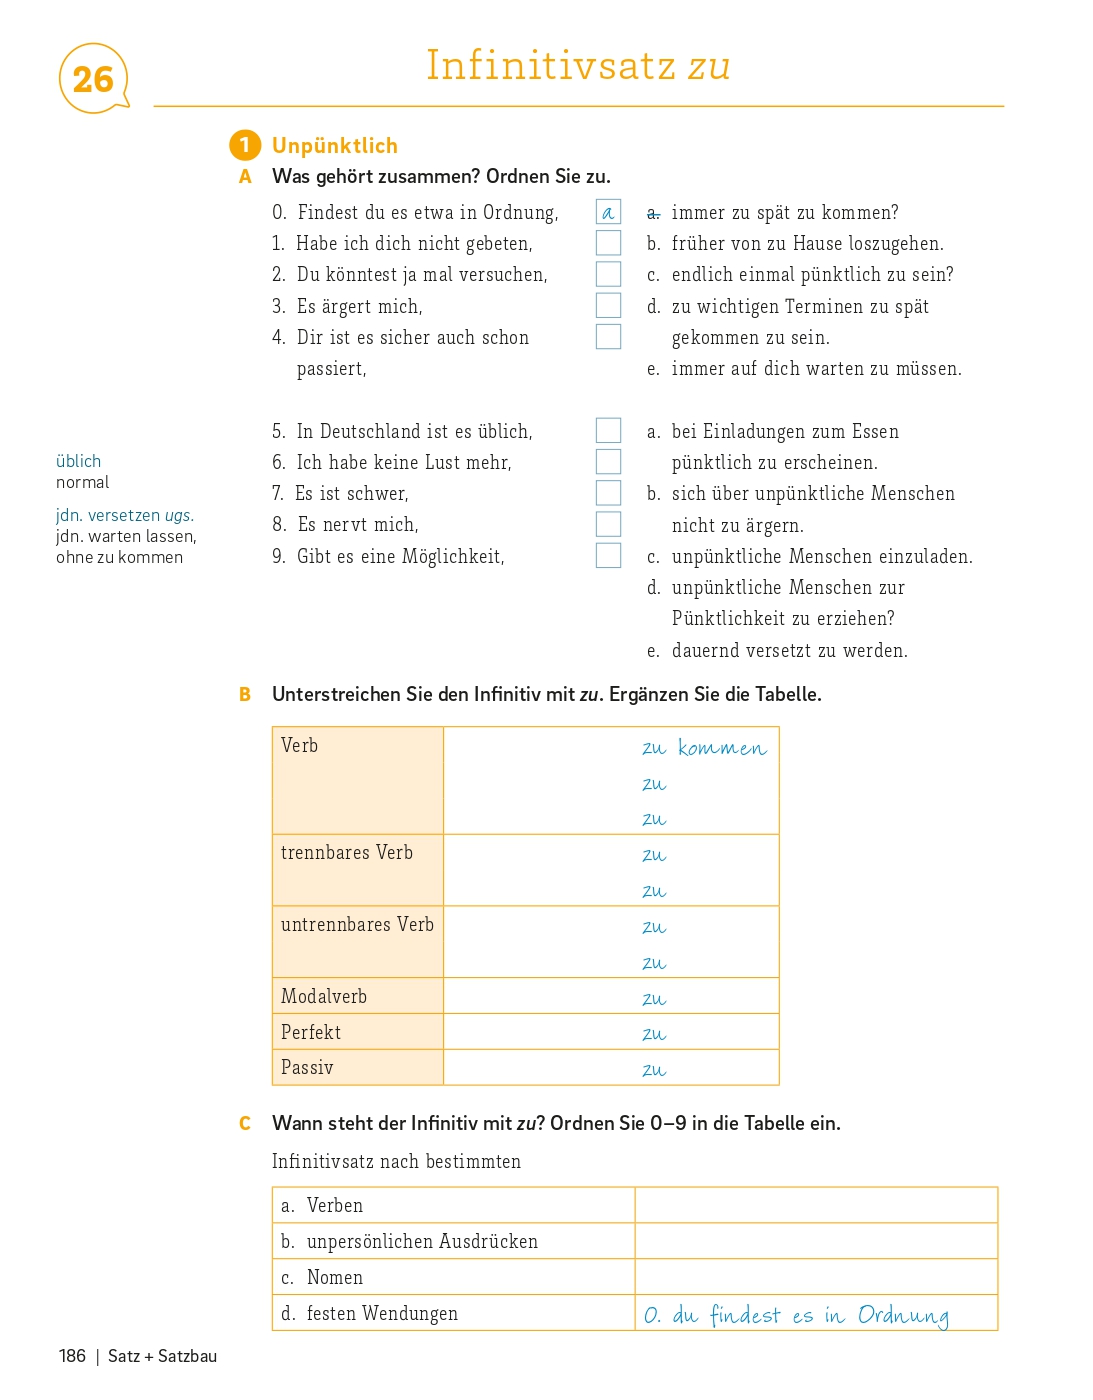 26
Infinitivsatz zu
1 Unpünktlich
A Was gehört zusammen? Ordnen Sie zu.
0. Findest du es etwa in Ordnung, a a. immer zu spät zu kommen?
1. Habe ich dich nicht gebeten, b. früher von zu Hause loszugehen.
2. Du könntest ja mal versuchen, c. endlich einmal pünktlich zu sein?
3. Es ärgert mich, d. zu wichtigen Terminen zu spät
4. Dir ist es sicher auch schon gekommen zu sein.
passiert, e. immer auf dich warten zu müssen.
5. In Deutschland ist es üblich, a. bei Einladungen zum Essen
üblich
6. Ich habe keine Lust mehr, pünktlich zu erscheinen.
normal
7. Es ist schwer, b. sich über unpünktliche Menschen
jdn. versetzen ugs.
8. Es nervt mich, nicht zu ärgern.
jdn. warten lassen,
9. Gibt es eine Möglichkeit, c. unpünktliche Menschen einzuladen.
ohne zu kommen
d. unpünktliche Menschen zur
Pünktlichkeit zu erziehen?
e. dauernd versetzt zu werden.
B Unterstreichen Sie den Infinitiv mit zu. Ergänzen Sie die Tabelle.
Verb zu kommen
zu
zu
trennbares Verb zu
zu
untrennbares Verb zu
zu
Modalverb zu
Perfekt zu
Passiv zu
C Wann steht der Infinitiv mit zu? Ordnen Sie 0–9 in die Tabelle ein.
Infinitivsatz nach bestimmten
a. Verben
b. unpersönlichen Ausdrücken
c. Nomen
d. festen Wendungen 0. du findest es in Ordnung
186 | Satz + Satzbau